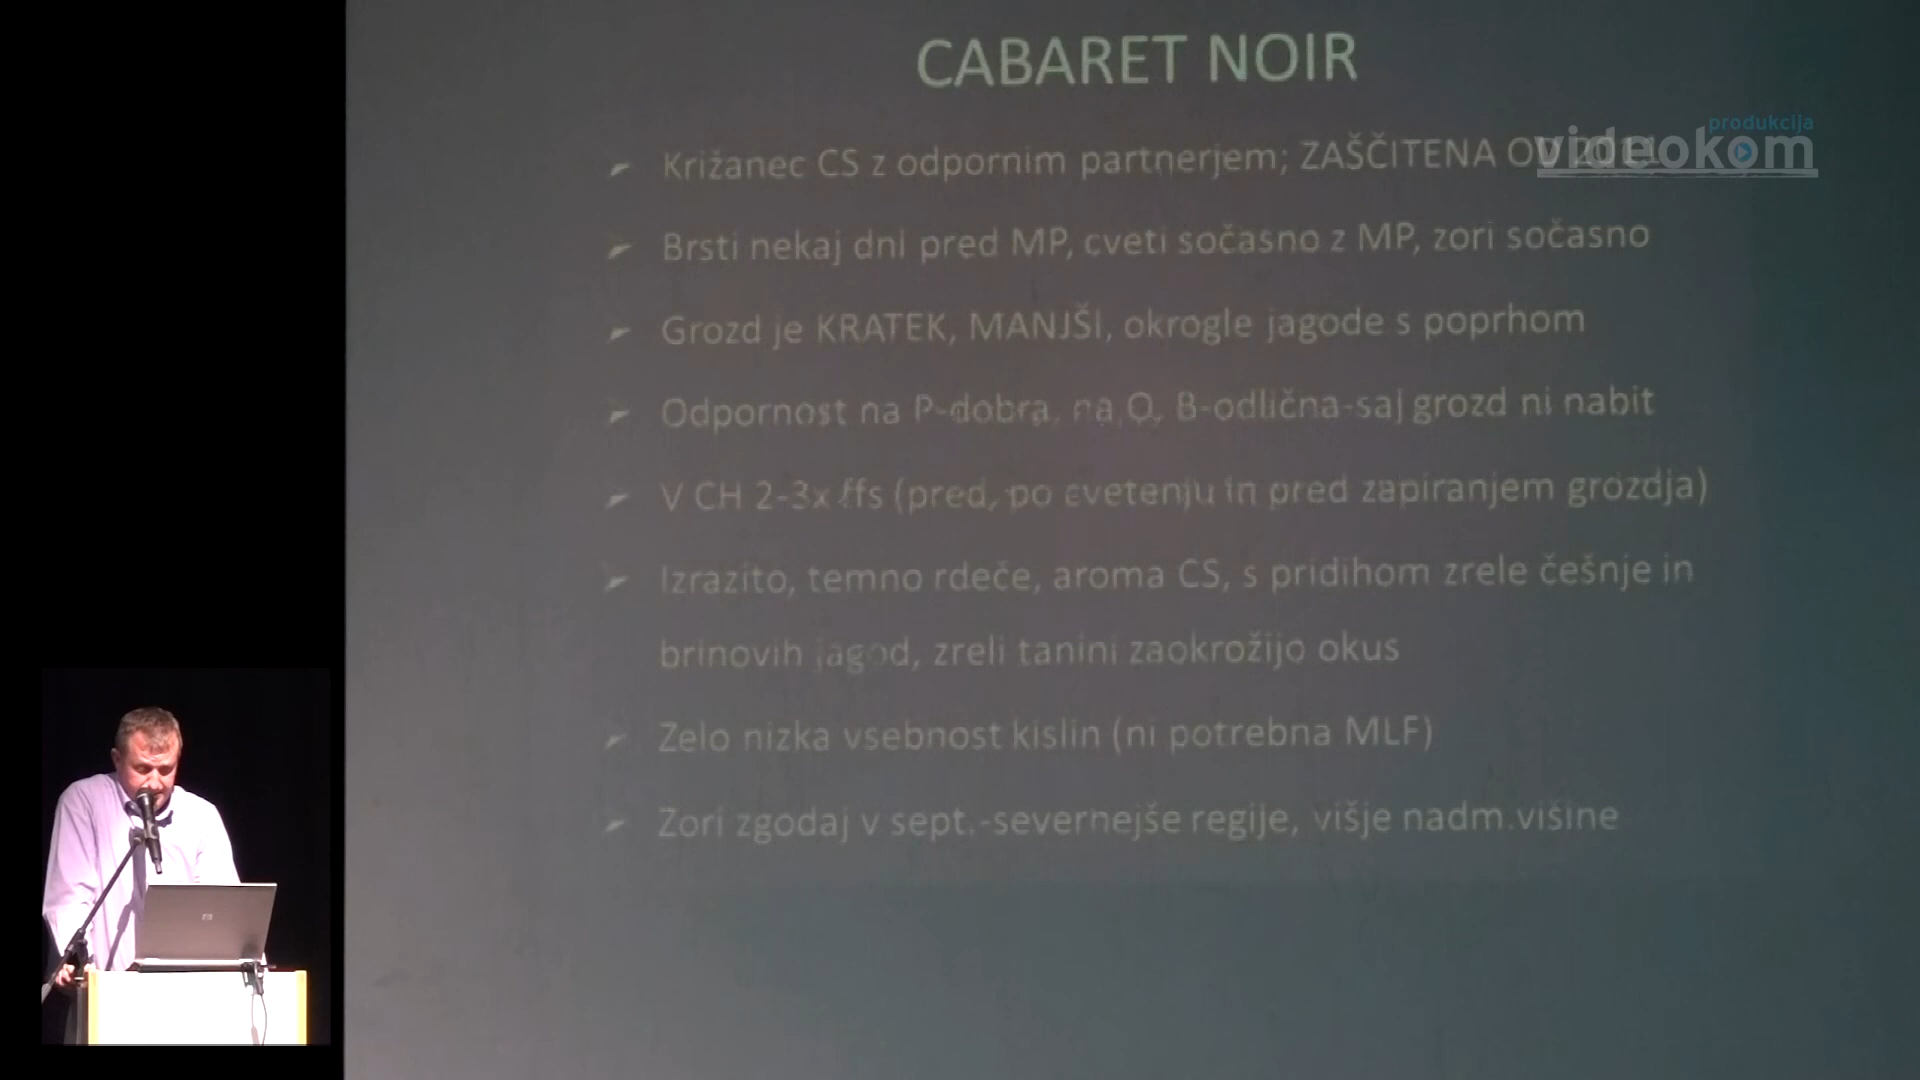 CABARET NOIR
produkcija
videokom
Križanec CS z odpornim partnerjem; ZAŠČITENA
Brsti nekaj dni pred MP, cveti sočasno z MP, zori sočasno
Grozd je KRATEK, MANJŠI, okrogle jagode s poprhom
Odpornost na P-dobra, na O, B-odlična-saj grozd ni nabit
V CH 2-3x ffs (pred, po cvetenju in pred zapiranjem grozdja)
Izrazito, temno rdeče, aroma CS, s pridihom zrele češnje in
brinovih jagod, zreli tanini zaokrožijo okus
Zelo nizka vsebnost kislin (ni potrebna MLF)
Zori zgodaj v sept.-severnejše regije, višje nadm.višine
hp